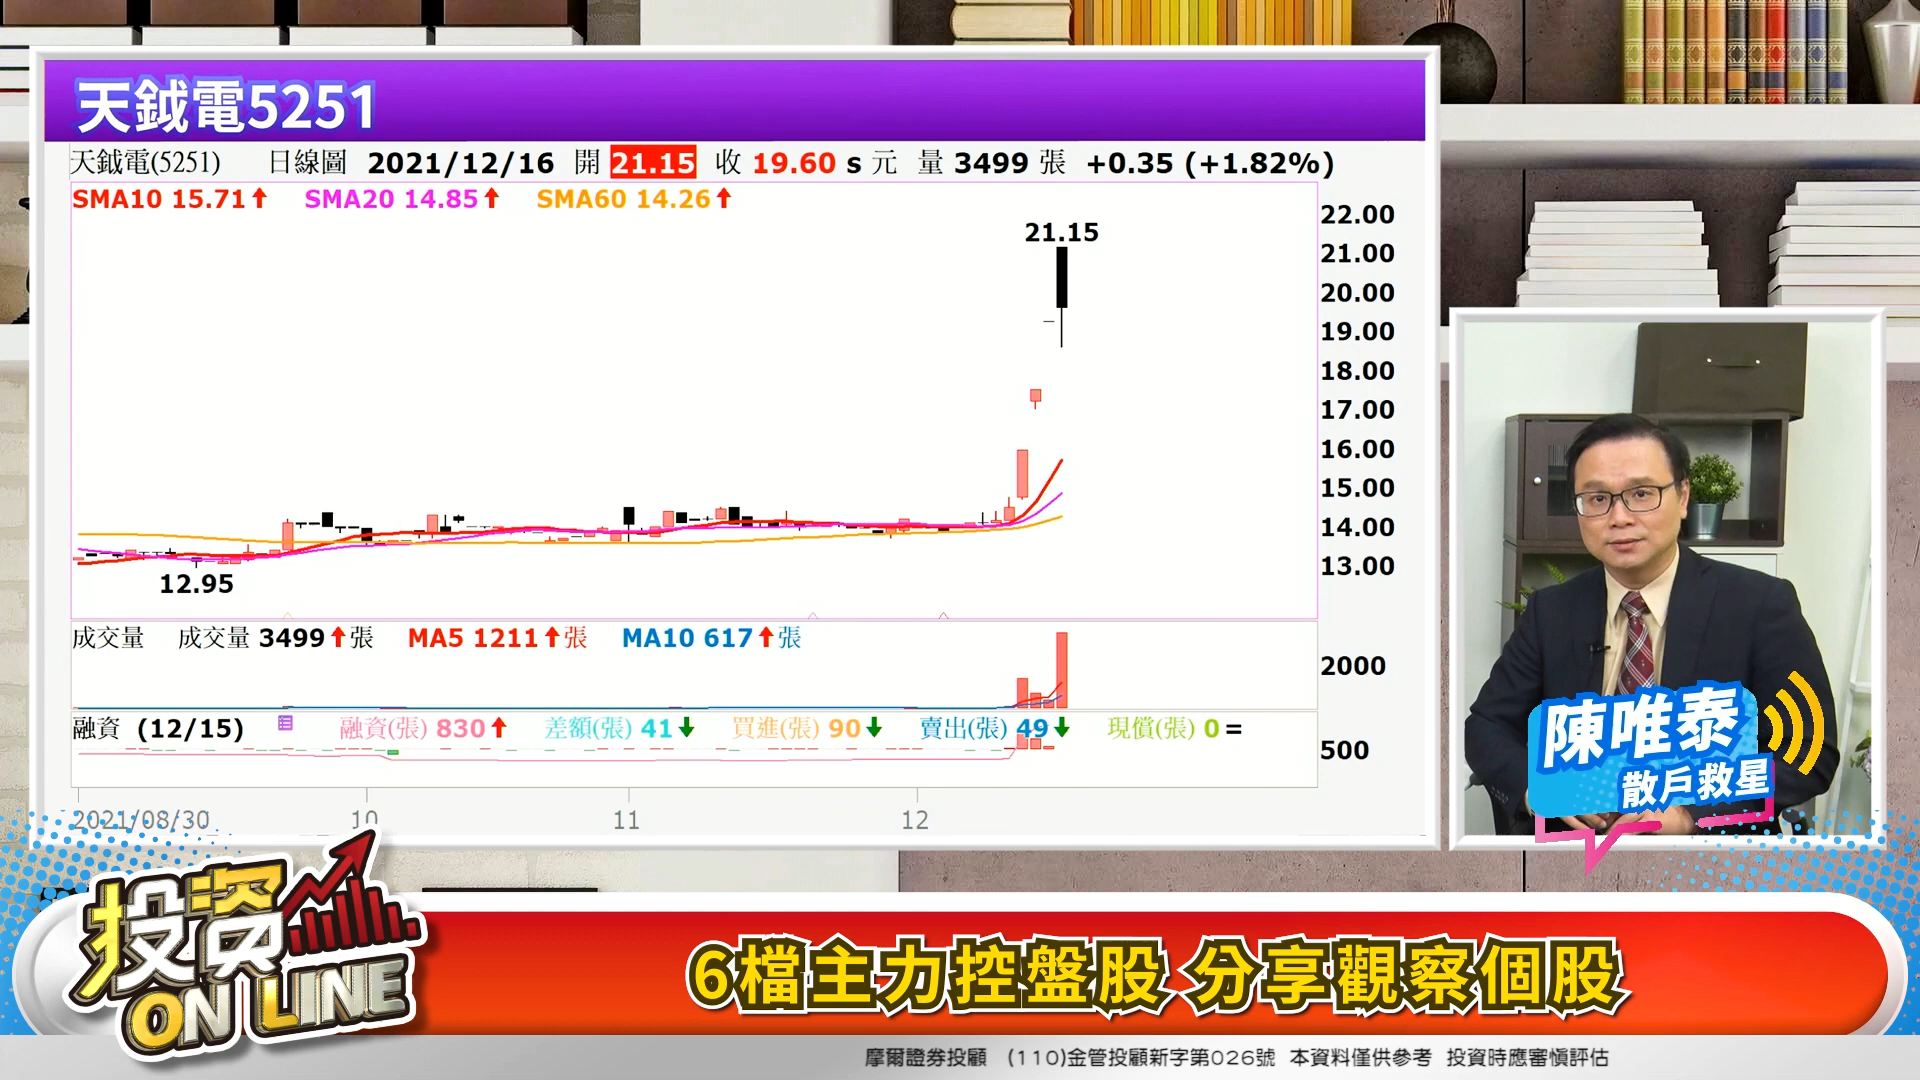 天鉞電5251
天鉞電(5251) 日線圖 2021/12/16 開 21.15 收 19.60 s 元 量 3499 張 +0.35 (+1.82%)
SMA10 15.71↑ SMA20 14.85↑ SMA60 14.26↑
22.00
21.15
21.00
20.00
19.00
18.00
17.00
16.00
15.00
14.00
13.00
12.95
成交量 成交量 3499↑張 MA5 1211↑張 MA10 617↑張
2000
融資 (12/15) 融資(張) 830↑ 差額(張) 41↓ 買進(張) 90↓ 賣出(張) 49↓ 現償(張) 0=
500
2021/08/30 10 11 12
陳唯泰
散戶救星
投資
ON LINE
6檔主力控盤股 分享觀察個股
摩爾證券投顧 (110)金管投顧新字第026號 本資料僅供參考 投資時應審慎評估